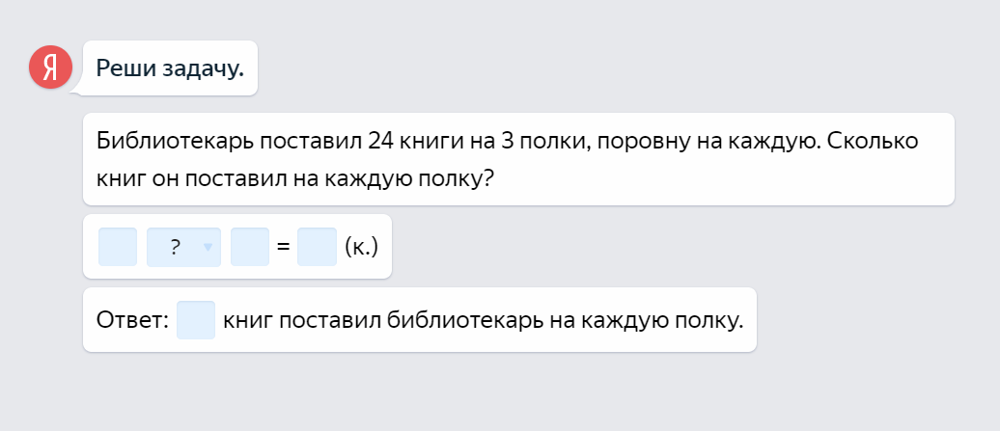 Я Реши задачу.
Библиотекарь поставил 24 книги на 3 полки, поровну на каждую. Сколько
книг он поставил на каждую полку?
? = (к.)
Ответ: книг поставил библиотекарь на каждую полку.